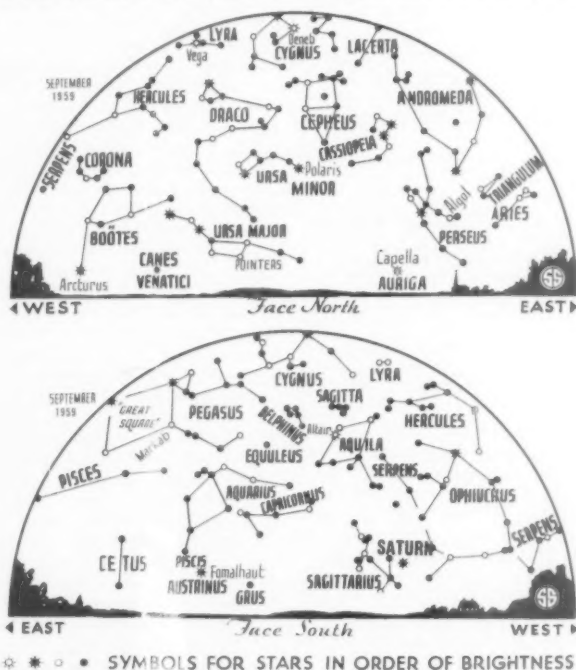 LYRA
Vega
Deneb
CYGNUS
LACERTA
SEPTEMBER
1959
HERCULES
DRACO
CEPHEUS
ANDROMEDA
CASSIOPEIA
SERPENS
CORONA
URSA
MINOR
Polaris
Algol
TRIANGULUM
ARIES
BOÖTES
URSA MAJOR
PERSEUS
CANES
VENATICI
POINTERS
Capella
AURIGA
Arcturus
SS
◄WEST
Face North
EAST►
SEPTEMBER
1959
CYGNUS
LYRA
"GREAT
SQUARE"
PEGASUS
SAGITTA
DELPHINUS
Altair
HERCULES
Markab
EQUULEUS
AQUILA
SERPENS
PISCES
AQUARIUS
CAPRICORNUS
OPHIUCHUS
CETUS
PISCIS
AUSTRINUS
Fomalhaut
GRUS
SATURN
SAGITTARIUS
SERPENS
SS
◄EAST
Face South
WEST►
SYMBOLS FOR STARS IN ORDER OF BRIGHTNESS